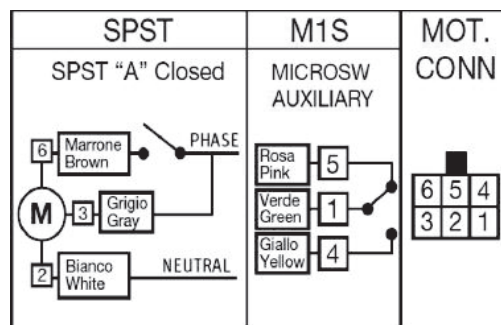 SPST
M1S
MOT.
CONN
SPST "A" Closed
MICROSW
AUXILIARY
6
Marrone
Brown
PHASE
M
3
Grigio
Gray
2
Bianco
White
NEUTRAL
Rosa
Pink
5
Verde
Green
1
Giallo
Yellow
4
6 5 4
3 2 1